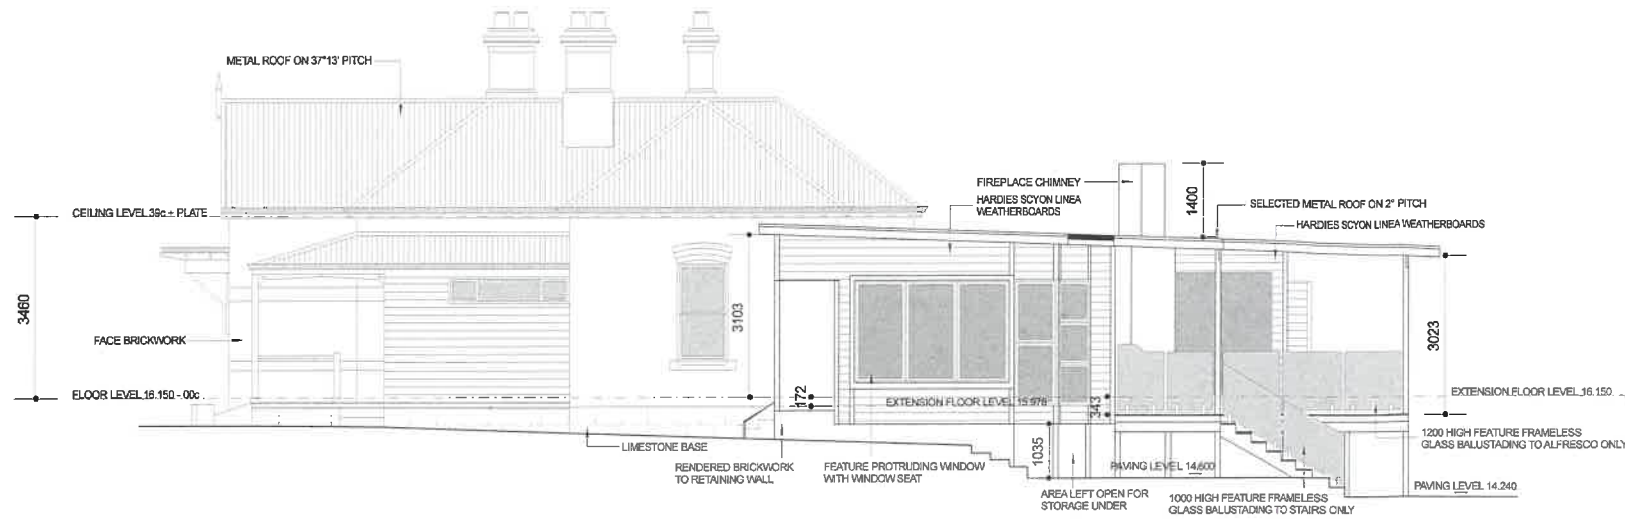 METAL ROOF ON 37°13' PITCH
FIREPLACE CHIMNEY
HARDIES SCYON LINEA
WEATHERBOARDS
1400
SELECTED METAL ROOF ON 2° PITCH
HARDIES SCYON LINEA WEATHERBOARDS
CEILING LEVEL 39c + PLATE
3460
3103
3023
FACE BRICKWORK
FLOOR LEVEL 16.150 - 00c
172
EXTENSION FLOOR LEVEL 15.978
343
EXTENSION FLOOR LEVEL 16.150
LIMESTONE BASE
1035
1200 HIGH FEATURE FRAMELESS
GLASS BALUSTADING TO ALFRESCO ONLY
RENDERED BRICKWORK
TO RETAINING WALL
FEATURE PROTRUDING WINDOW
WITH WINDOW SEAT
PAVING LEVEL 14.600
AREA LEFT OPEN FOR
STORAGE UNDER
1000 HIGH FEATURE FRAMELESS
GLASS BALUSTADING TO STAIRS ONLY
PAVING LEVEL 14.240